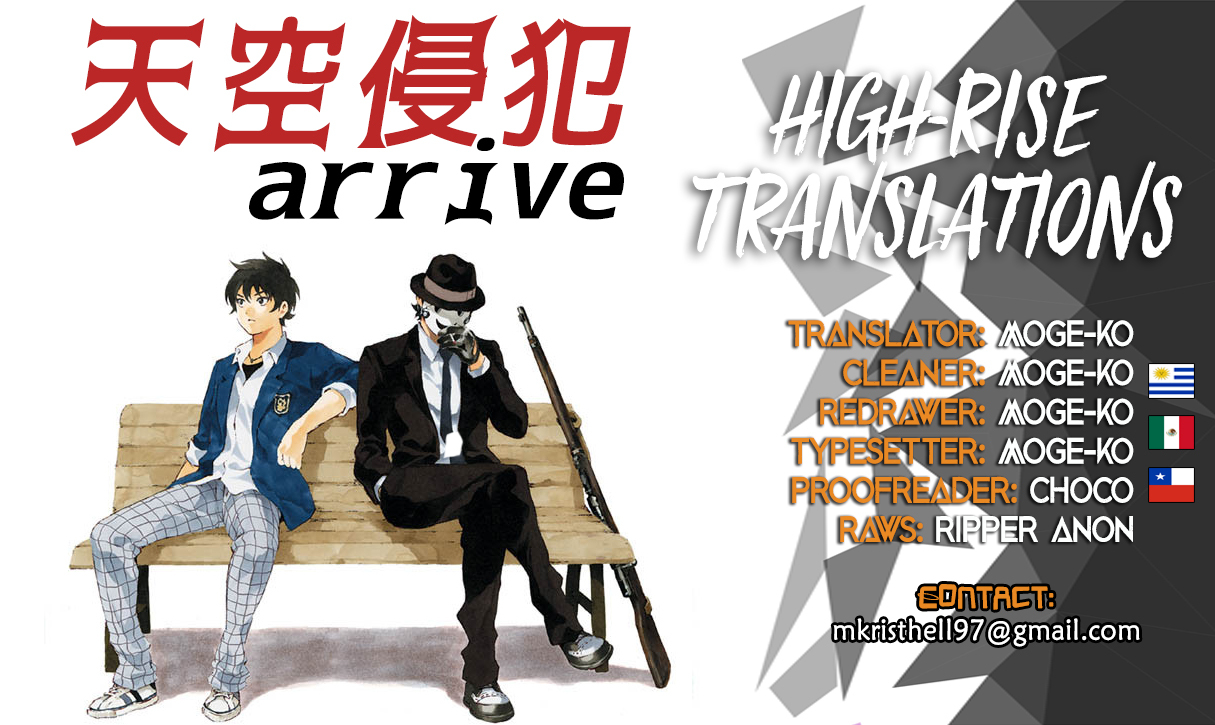 天空侵犯
arrive
HIGH-RISE
TRANSLATIONS
TRANSLATOR: MOGE-KO
CLEANER: MOGE-KO
REDRAWER: MOGE-KO
TYPESETTER: MOGE-KO
PROOFREADER: CHOCO
RAWS: RIPPER ANON
CONTACT:
mkristhell97@gmail.com